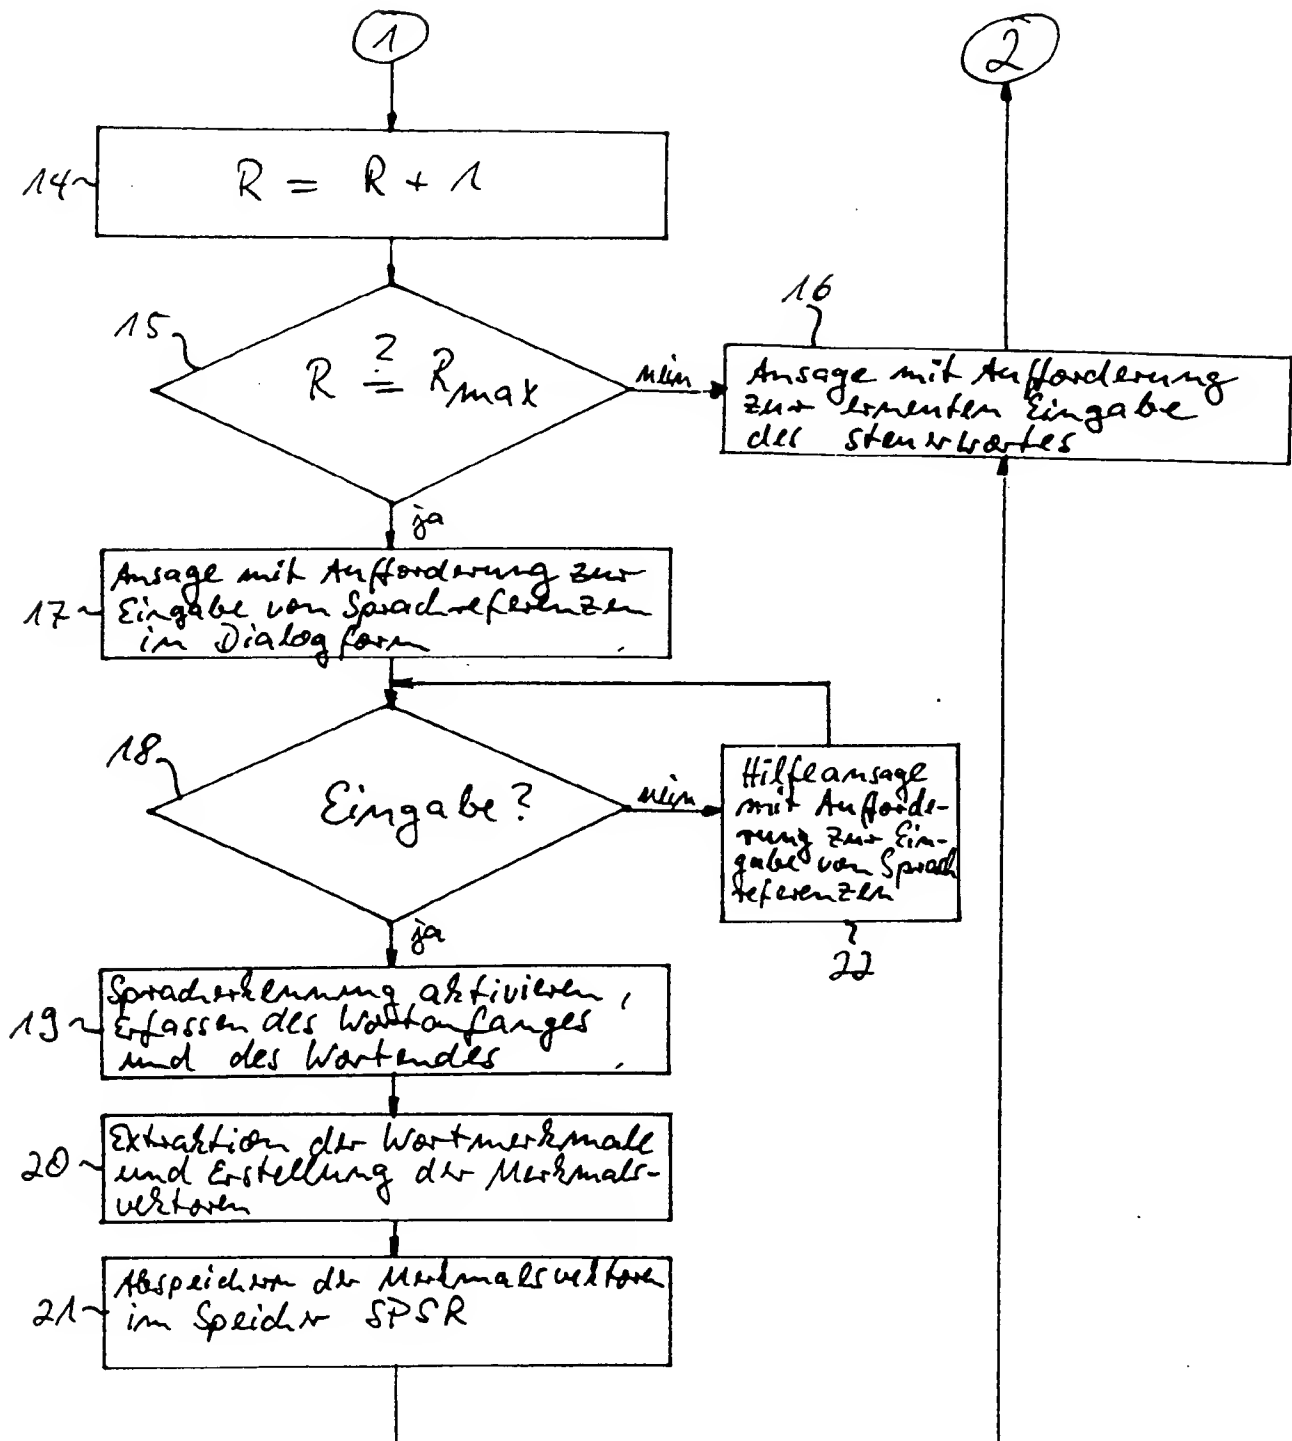 1
2
14
R = R + 1
16
15
R ?= Rmax
nein
Ansage mit Aufforderung
zur erneuten Eingabe
des Steuerwortes
ja
17
Ansage mit Aufforderung zur
Eingabe von Sprachreferenzen
in Dialogform
18
Eingabe?
nein
Hilfeansage
mit Aufforde-
rung zur Ein-
gabe von Sprach
referenzen
22
ja
19
Spracherkennung aktivieren,
Erfassen des Wortanfanges
und des Wortendes
20
Extraktion der Wortmerkmale
und Erstellung der Merkmals-
vektoren
21
Abspeichern der Merkmalsvektoren
im Speicher SPSR